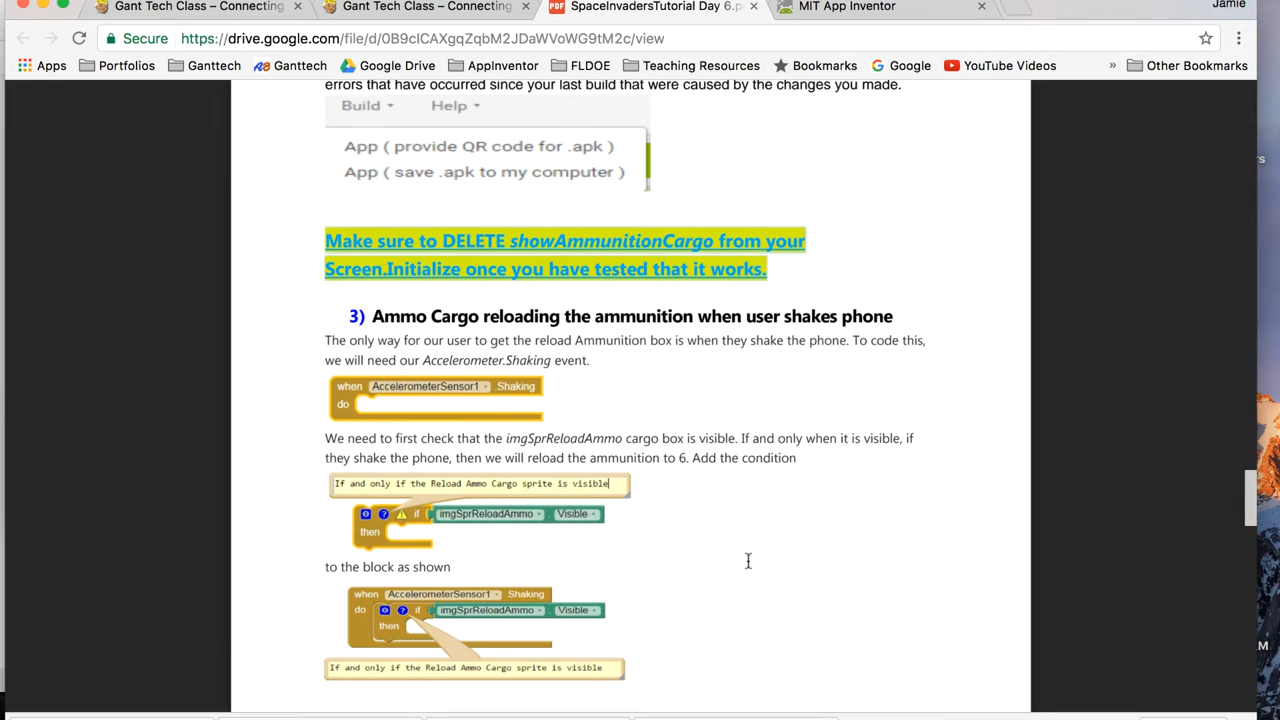 Jamie
Gant Tech Class – Connecting ×
Gant Tech Class – Connecting ×
PDF SpaceInvadersTutorial Day 6.p ×
MIT App Inventor ×
Secure https://drive.google.com/file/d/0B9cICAXgqZqbM2JDaWVoWG9tM2c/view
Apps Portfolios Ganttech Ganttech Google Drive AppInventor FLDOE Teaching Resources Bookmarks Google YouTube Videos » Other Bookmarks
errors that have occurred since your last build that were caused by the changes you made.
Build Help
App ( provide QR code for .apk )
App ( save .apk to my computer )
Make sure to DELETE showAmmunitionCargo from your
Screen.Initialize once you have tested that it works.
3) Ammo Cargo reloading the ammunition when user shakes phone
The only way for our user to get the reload Ammunition box is when they shake the phone. To code this,
we will need our Accelerometer.Shaking event.
when AccelerometerSensor1 .Shaking
do
We need to first check that the imgSprReloadAmmo cargo box is visible. If and only when it is visible, if
they shake the phone, then we will reload the ammunition to 6. Add the condition
If and only if the Reload Ammo Cargo sprite is visible
? if imgSprReloadAmmo . Visible
then
to the block as shown
when AccelerometerSensor1 .Shaking
do ? if imgSprReloadAmmo . Visible
then
If and only if the Reload Ammo Cargo sprite is visible